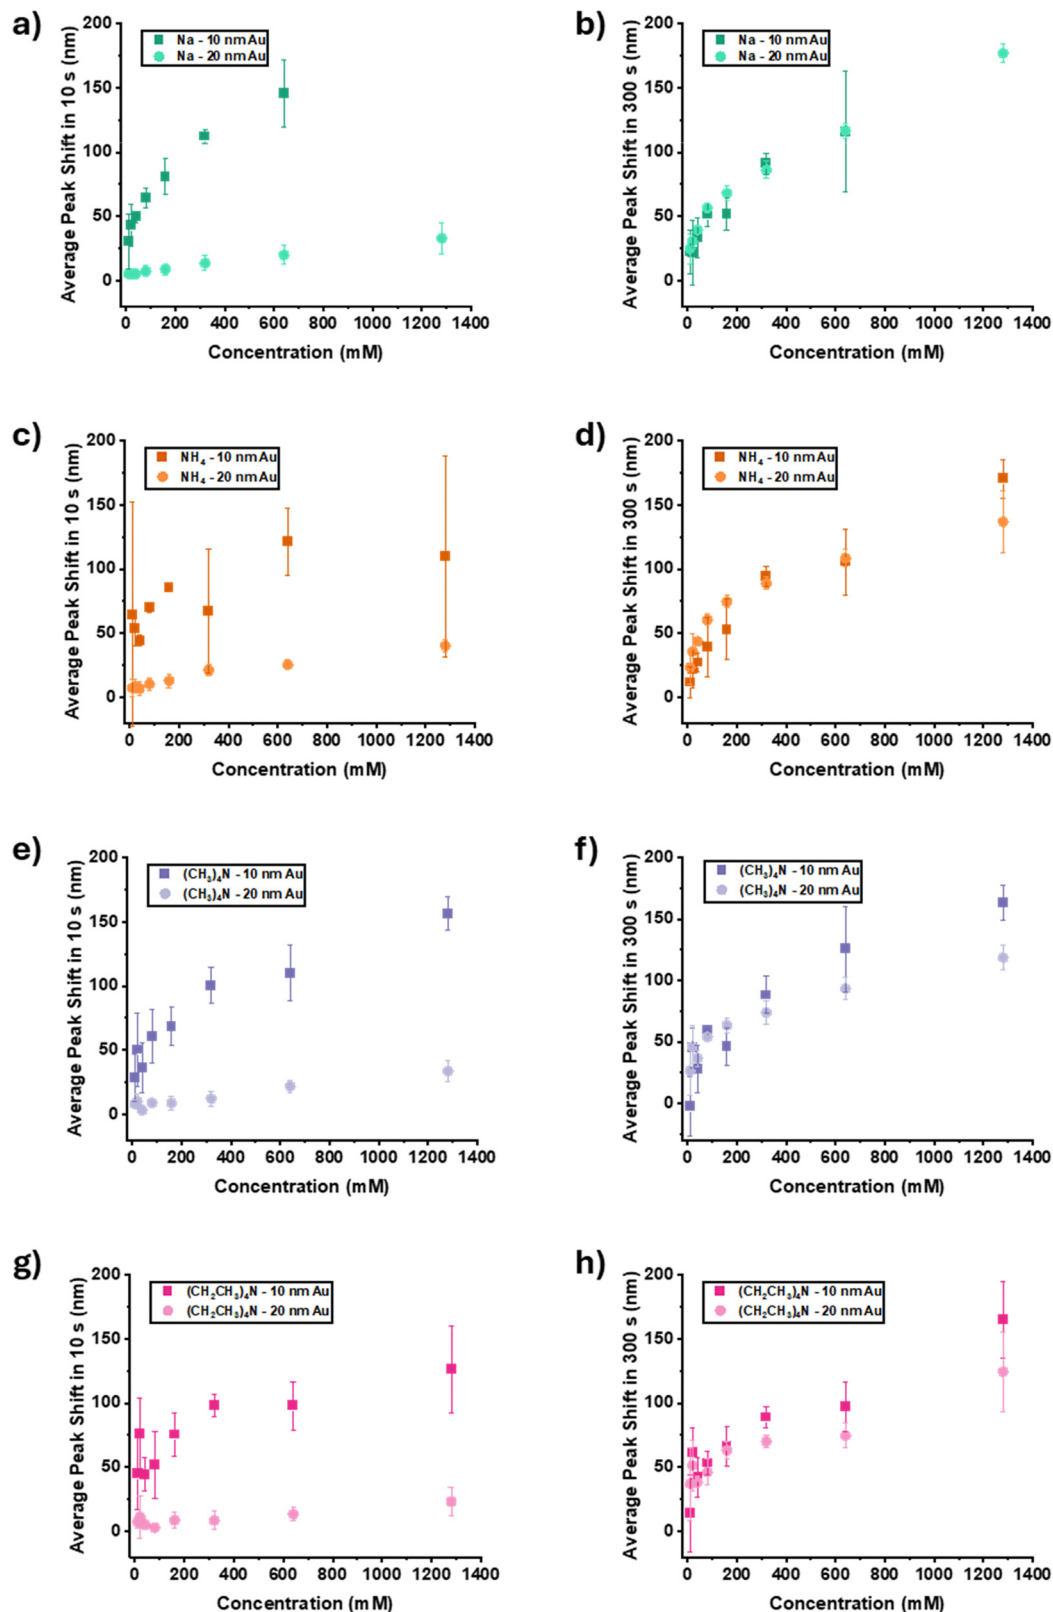 a)
200
150
100
50
0
Average Peak Shift in 10 s (nm)
Na - 10 nm Au
Na - 20 nm Au
0 200 400 600 800 1000 1200 1400
Concentration (mM)
b)
200
150
100
50
0
Average Peak Shift in 300 s (nm)
Na - 10 nm Au
Na - 20 nm Au
0 200 400 600 800 1000 1200 1400
Concentration (mM)
c)
200
150
100
50
0
Average Peak Shift in 10 s (nm)
NH₄ - 10 nm Au
NH₄ - 20 nm Au
0 200 400 600 800 1000 1200 1400
Concentration (mM)
d)
200
150
100
50
0
Average Peak Shift in 300 s (nm)
NH₄ - 10 nm Au
NH₄ - 20 nm Au
0 200 400 600 800 1000 1200 1400
Concentration (mM)
e)
200
150
100
50
0
Average Peak Shift in 10 s (nm)
(CH₃)₄N - 10 nm Au
(CH₃)₄N - 20 nm Au
0 200 400 600 800 1000 1200 1400
Concentration (mM)
f)
200
150
100
50
0
Average Peak Shift in 300 s (nm)
(CH₃)₄N - 10 nm Au
(CH₃)₄N - 20 nm Au
0 200 400 600 800 1000 1200 1400
Concentration (mM)
g)
200
150
100
50
0
Average Peak Shift in 10 s (nm)
(CH₂CH₃)₄N - 10 nm Au
(CH₂CH₃)₄N - 20 nm Au
0 200 400 600 800 1000 1200 1400
Concentration (mM)
h)
200
150
100
50
0
Average Peak Shift in 300 s (nm)
(CH₂CH₃)₄N - 10 nm Au
(CH₂CH₃)₄N - 20 nm Au
0 200 400 600 800 1000 1200 1400
Concentration (mM)